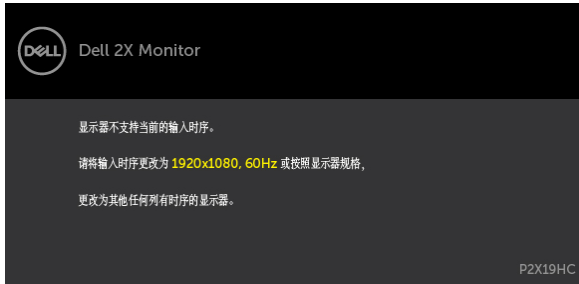 DELL Dell 2X Monitor
显示器不支持当前的输入时序。
请将输入时序更改为 1920x1080, 60Hz 或按照显示器规格，
更改为其他任何列有时序的显示器。
P2X19HC